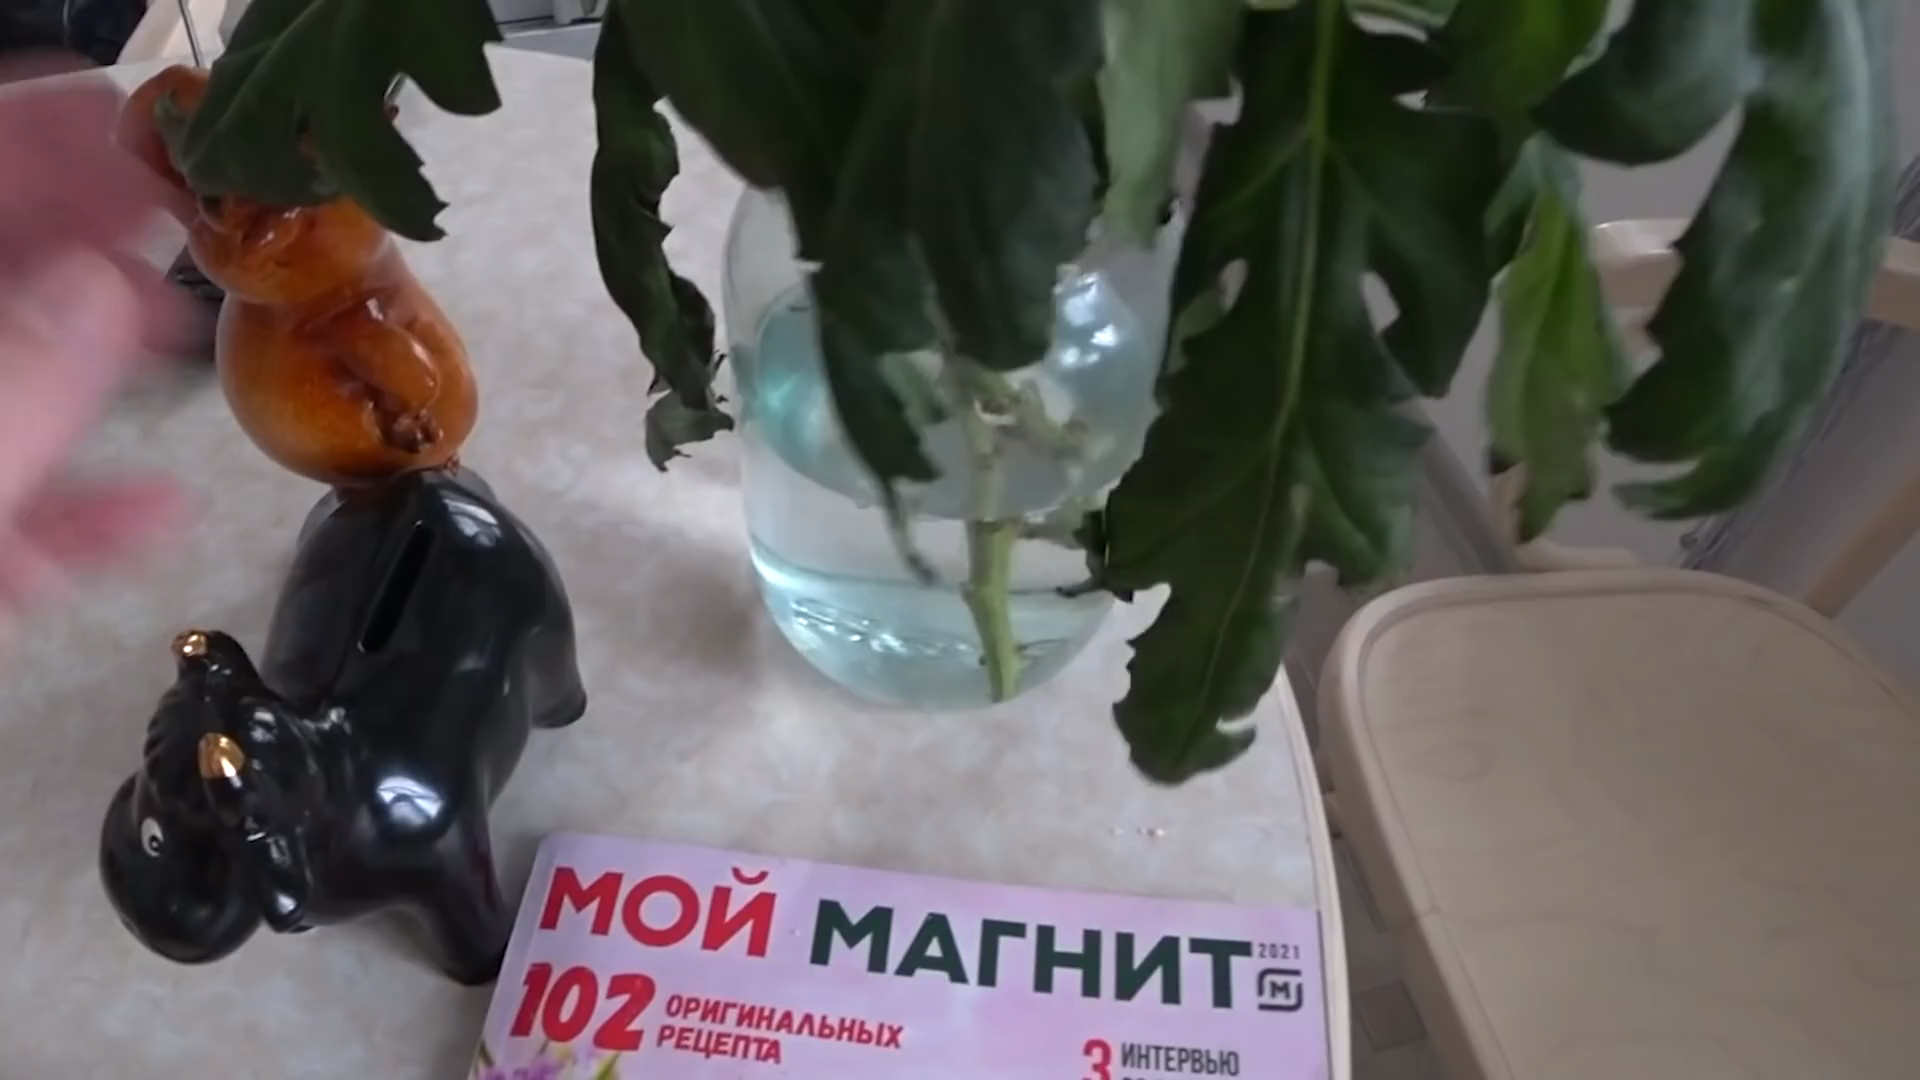 МОЙ МАГНИТ
2021
М
102 ОРИГИНАЛЬНЫХ
РЕЦЕПТА
3 ИНТЕРВЬЮ